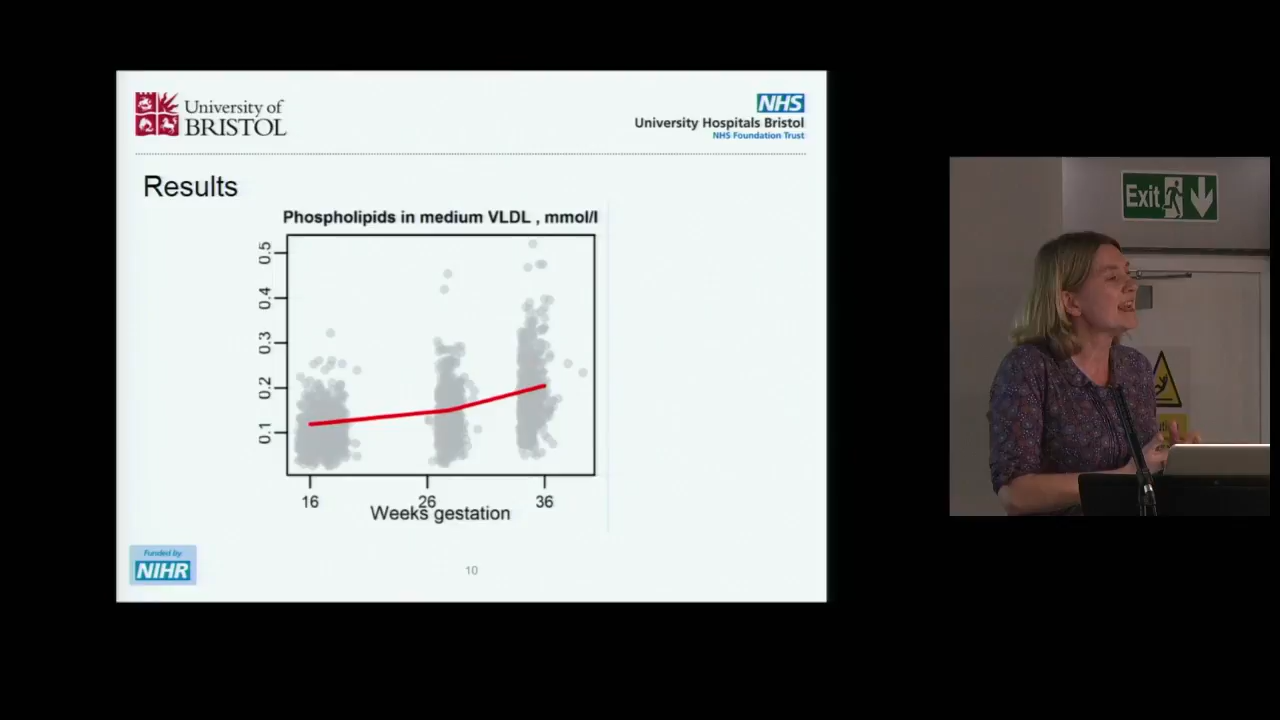 University of
BRISTOL
NHS
University Hospitals Bristol
NHS Foundation Trust
Results
Phospholipids in medium VLDL , mmol/l
0.5
0.4
0.3
0.2
0.1
16
26
36
Weeks gestation
Funded by
NIHR
10
Exit